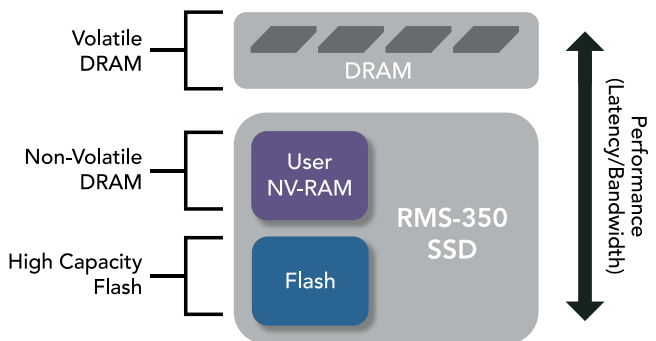 Volatile
DRAM
DRAM
Non-Volatile
DRAM
User
NV-RAM
RMS-350
SSD
High Capacity
Flash
Flash
Performance
(Latency/Bandwidth)